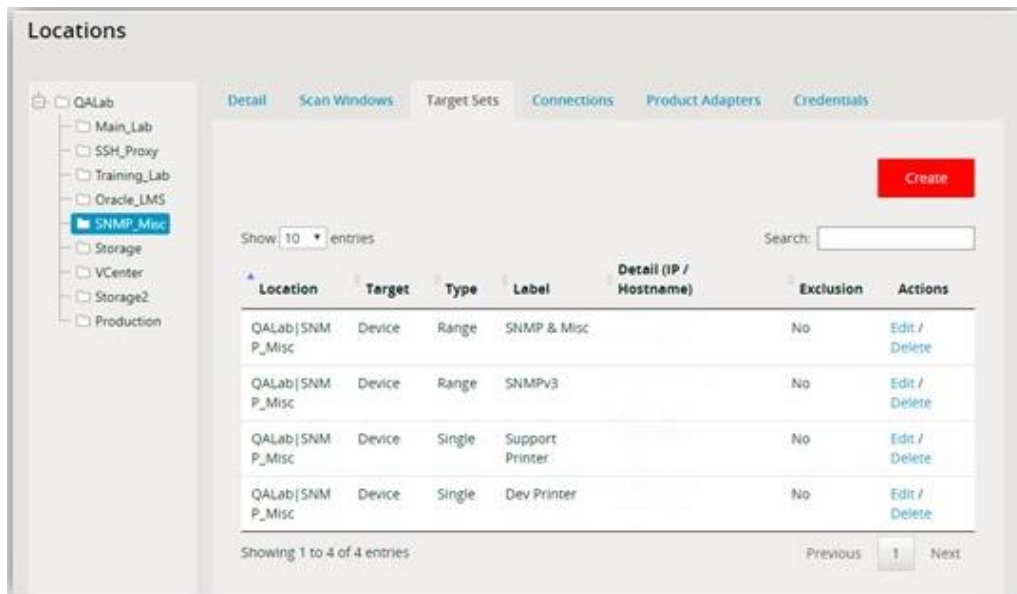 Locations
QALab
Main_Lab
SSH_Proxy
Training_Lab
Oracle_LMS
SNMP_Misc
Storage
VCenter
Storage2
Production
Detail Scan Windows Target Sets Connections Product Adapters Credentials
Create
Show 10 entries Search:
Detail (IP /
Location Target Type Label Hostname) Exclusion Actions
QALab|SNM Device Range SNMP & Misc No Edit /
P_Misc Delete
QALab|SNM Device Range SNMPv3 No Edit /
P_Misc Delete
QALab|SNM Device Single Support No Edit /
P_Misc Printer Delete
QALab|SNM Device Single Dev Printer No Edit /
P_Misc Delete
Showing 1 to 4 of 4 entries Previous 1 Next